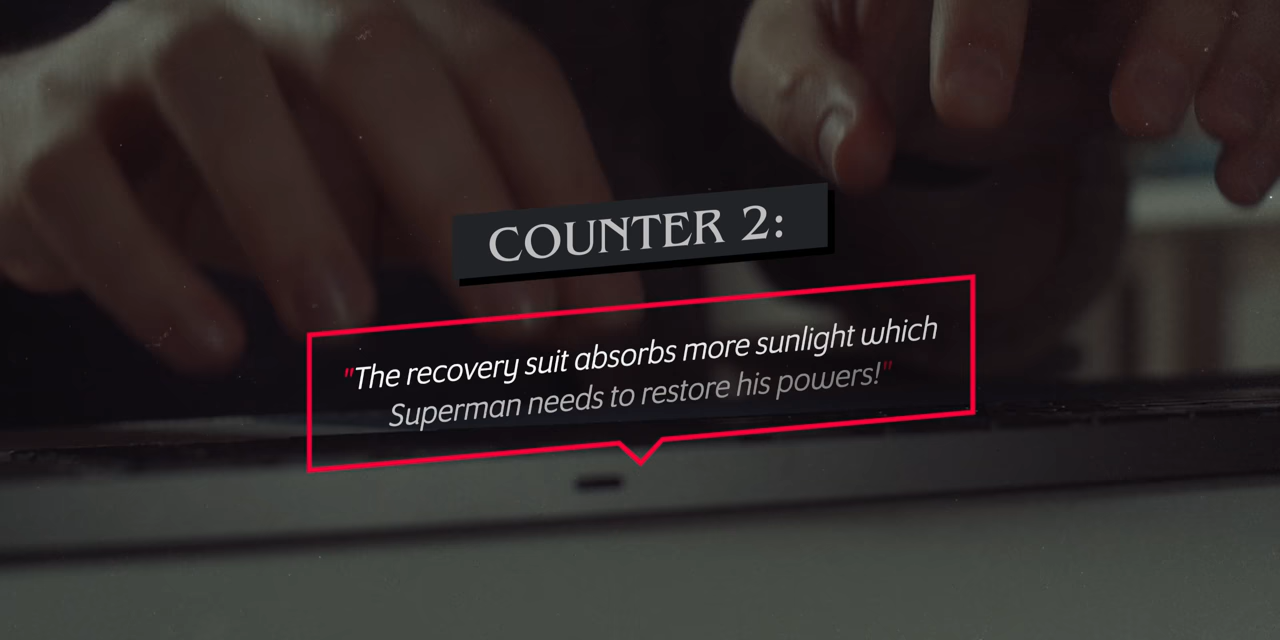 COUNTER 2:
"The recovery suit absorbs more sunlight which
Superman needs to restore his powers!"